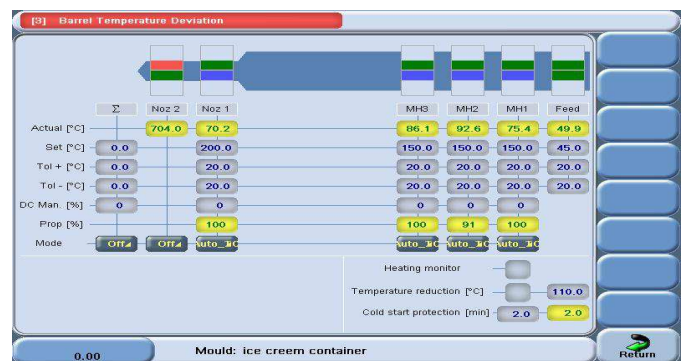 [3] Barrel Temperature Deviation
Σ Noz 2 Noz 1 MH3 MH2 MH1 Feed
Actual [°C] 704.0 70.2 86.1 92.6 75.4 49.9
Set [°C] 0.0 200.0 150.0 150.0 150.0 45.0
Tol + [°C] 0.0 20.0 20.0 20.0 20.0 20.0
Tol - [°C] 0.0 20.0 20.0 20.0 20.0 20.0
DC Man. [%] 0 0 0 0 0
Prop [%] 100 100 91 100
Mode Off Off
Heating monitor
Temperature reduction [°C] 110.0
Cold start protection [min] 2.0 2.0
0.00 Mould: ice creem container Return